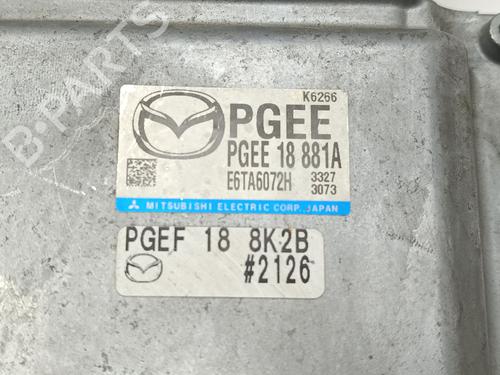 B-PARTS
K6266
PGEE
PGEE 18 881A
E6TA6072H 3327
3073
MITSUBISHI ELECTRIC CORP., JAPAN
PGEF 18 8K2B
#2126